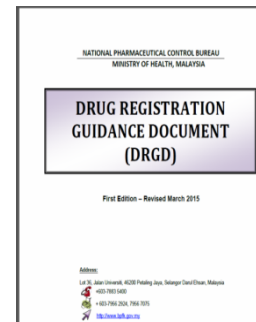 NATIONAL PHARMACEUTICAL CONTROL BUREAU
MINISTRY OF HEALTH, MALAYSIA
DRUG REGISTRATION
GUIDANCE DOCUMENT
(DRGD)
First Edition – Revised March 2015
Address:
Lot 36, Jalan Universiti, 46200 Petaling Jaya, Selangor Darul Ehsan, Malaysia
+603-7883 5400
+ 603-7956 2924, 7956 7075
http://www.bpfk.gov.my